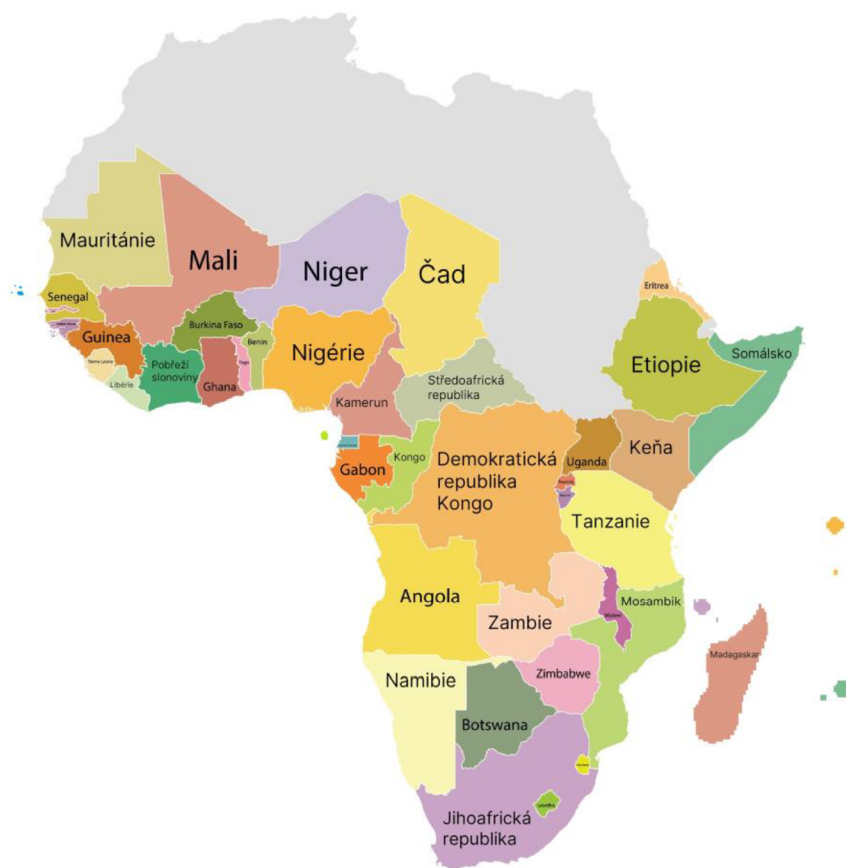 Mauritánie
Mali
Niger
Čad
Eritrea
Senegal
Guinea
Burkina Faso
Benin
Nigérie
Etiopie
Somálsko
Pobřeží
slonoviny
Ghana
Libérie
Středoafrická
republika
Kamerun
Gabon
Kongo
Demokratická
republika
Kongo
Uganda
Keňa
Tanzanie
Angola
Zambie
Mosambik
Madagaskar
Namibie
Zimbabwe
Botswana
Jihoafrická
republika